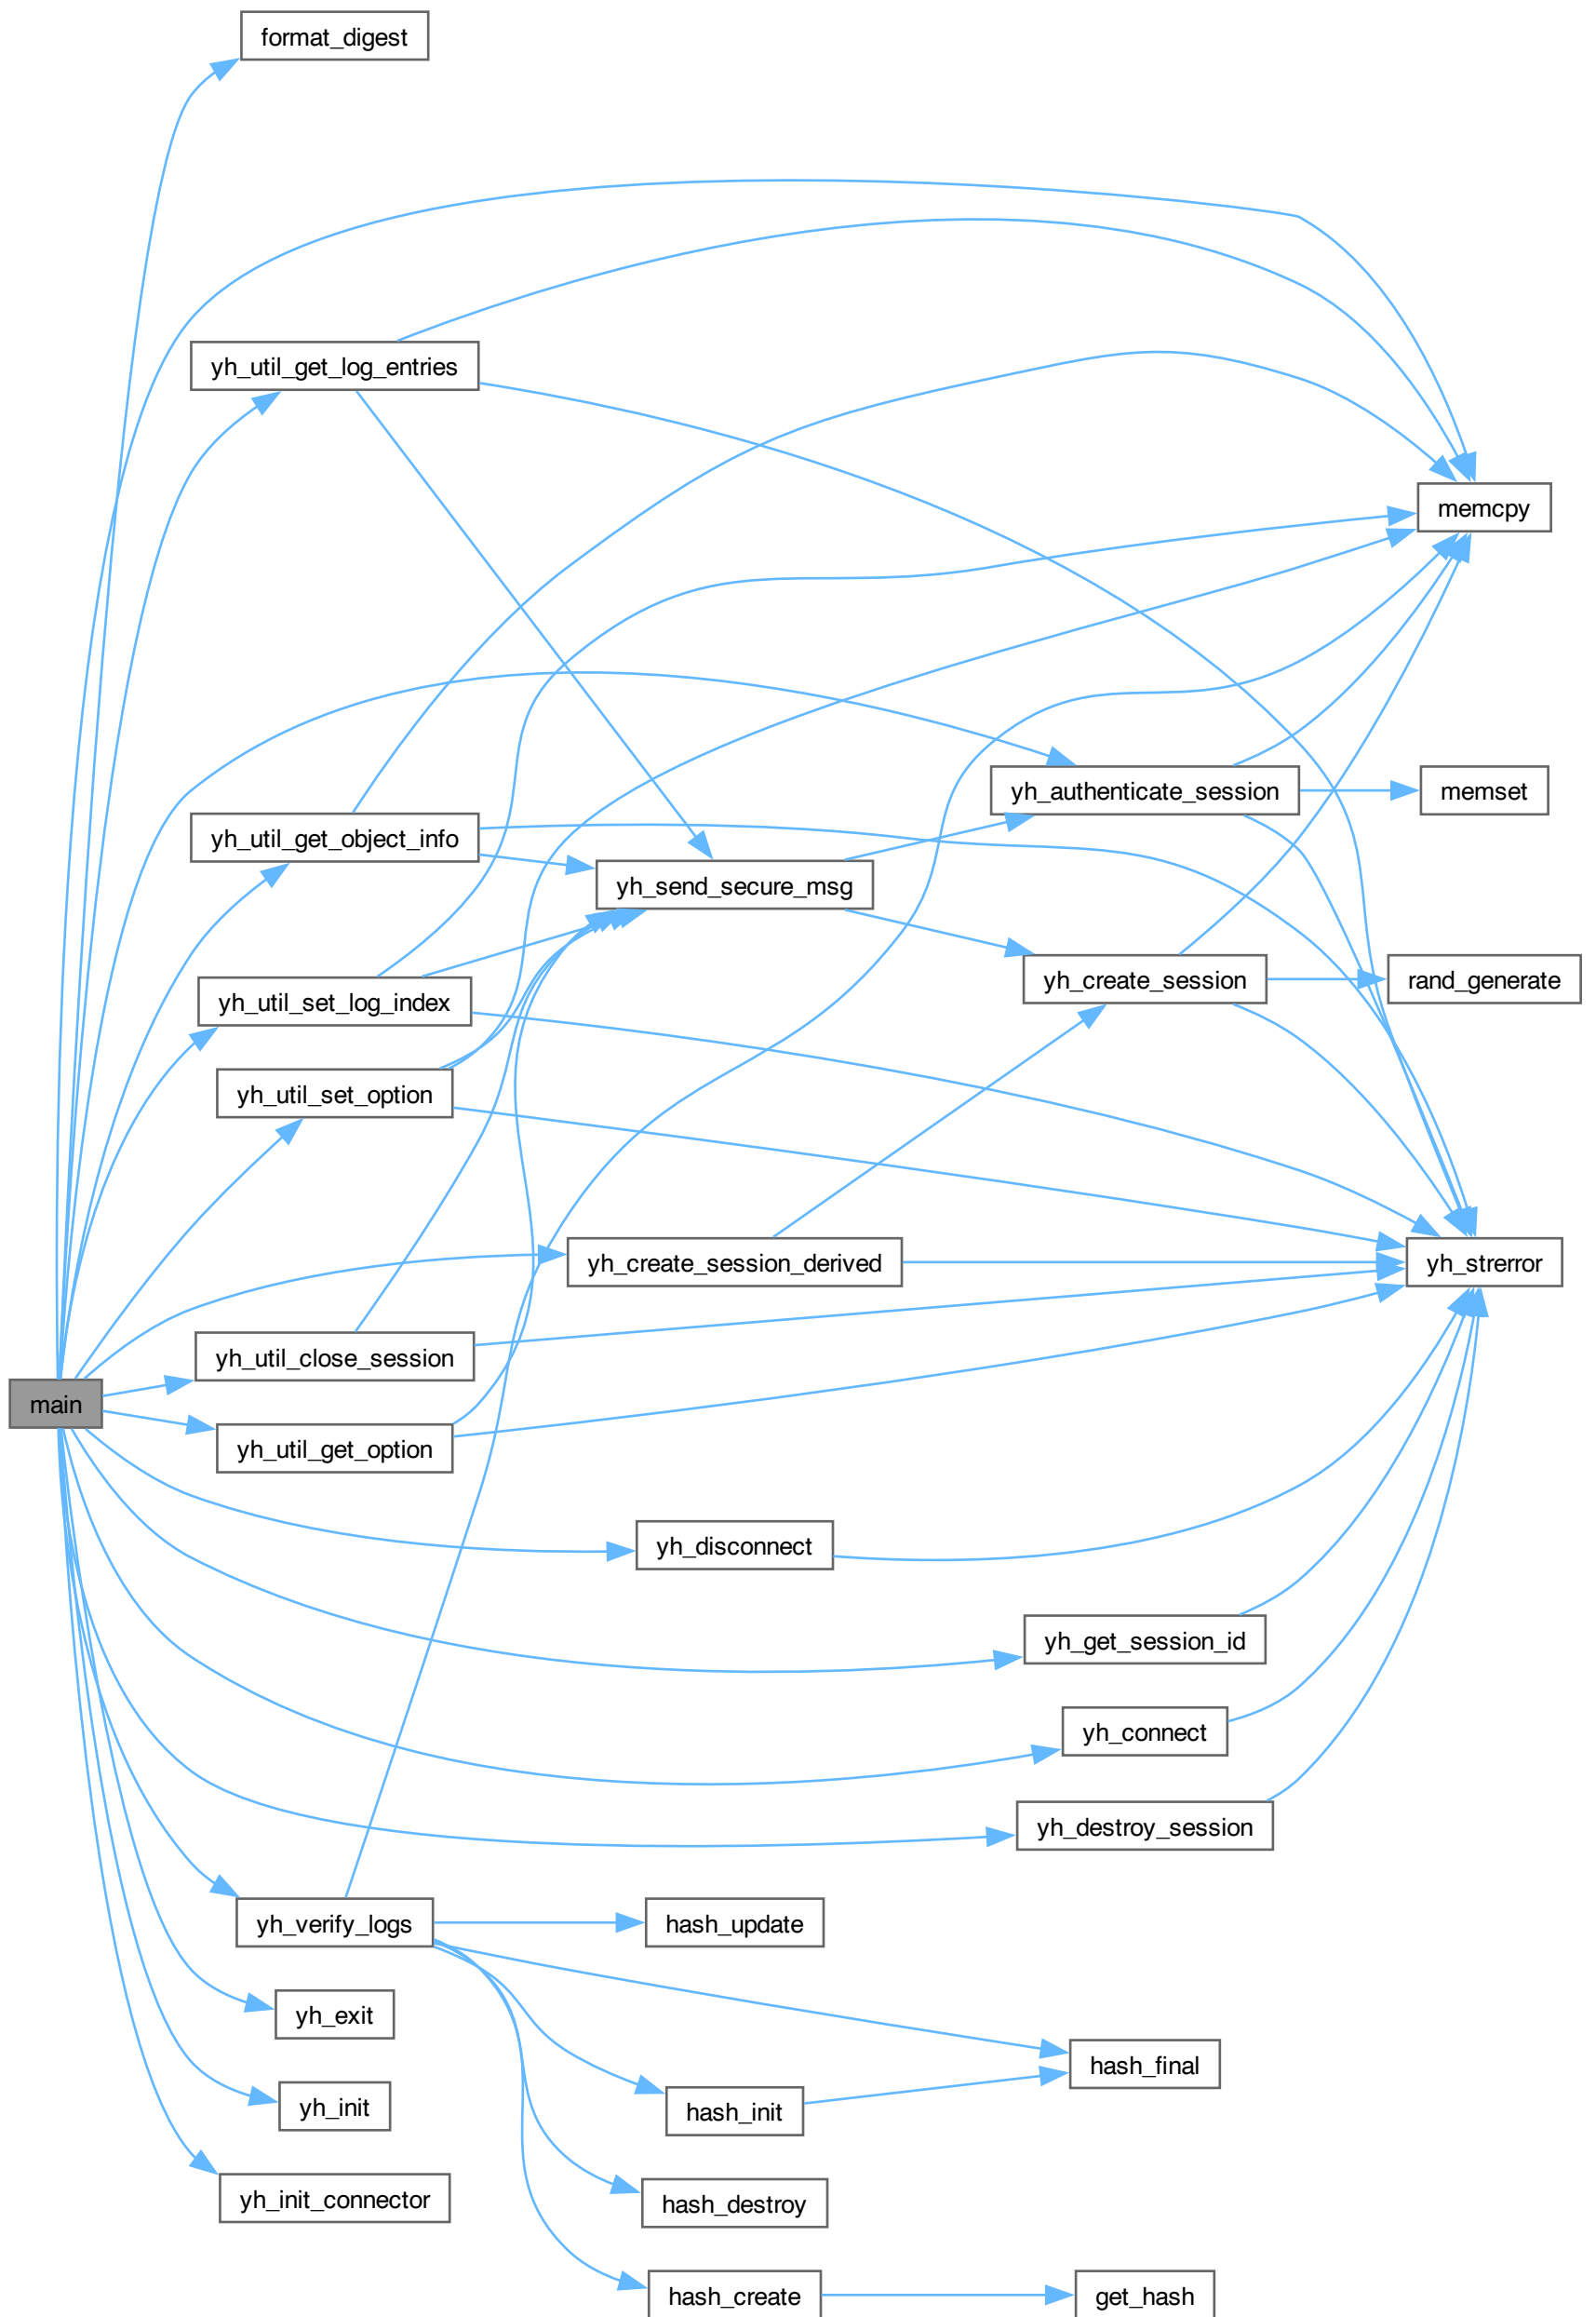 format_digest
yh_util_get_log_entries
memcpy
yh_authenticate_session
memset
yh_util_get_object_info
yh_send_secure_msg
yh_create_session
rand_generate
yh_util_set_log_index
yh_util_set_option
yh_create_session_derived
yh_strerror
yh_util_close_session
main
yh_util_get_option
yh_disconnect
yh_get_session_id
yh_connect
yh_destroy_session
yh_verify_logs
hash_update
yh_exit
hash_final
yh_init
hash_init
yh_init_connector
hash_destroy
hash_create
get_hash